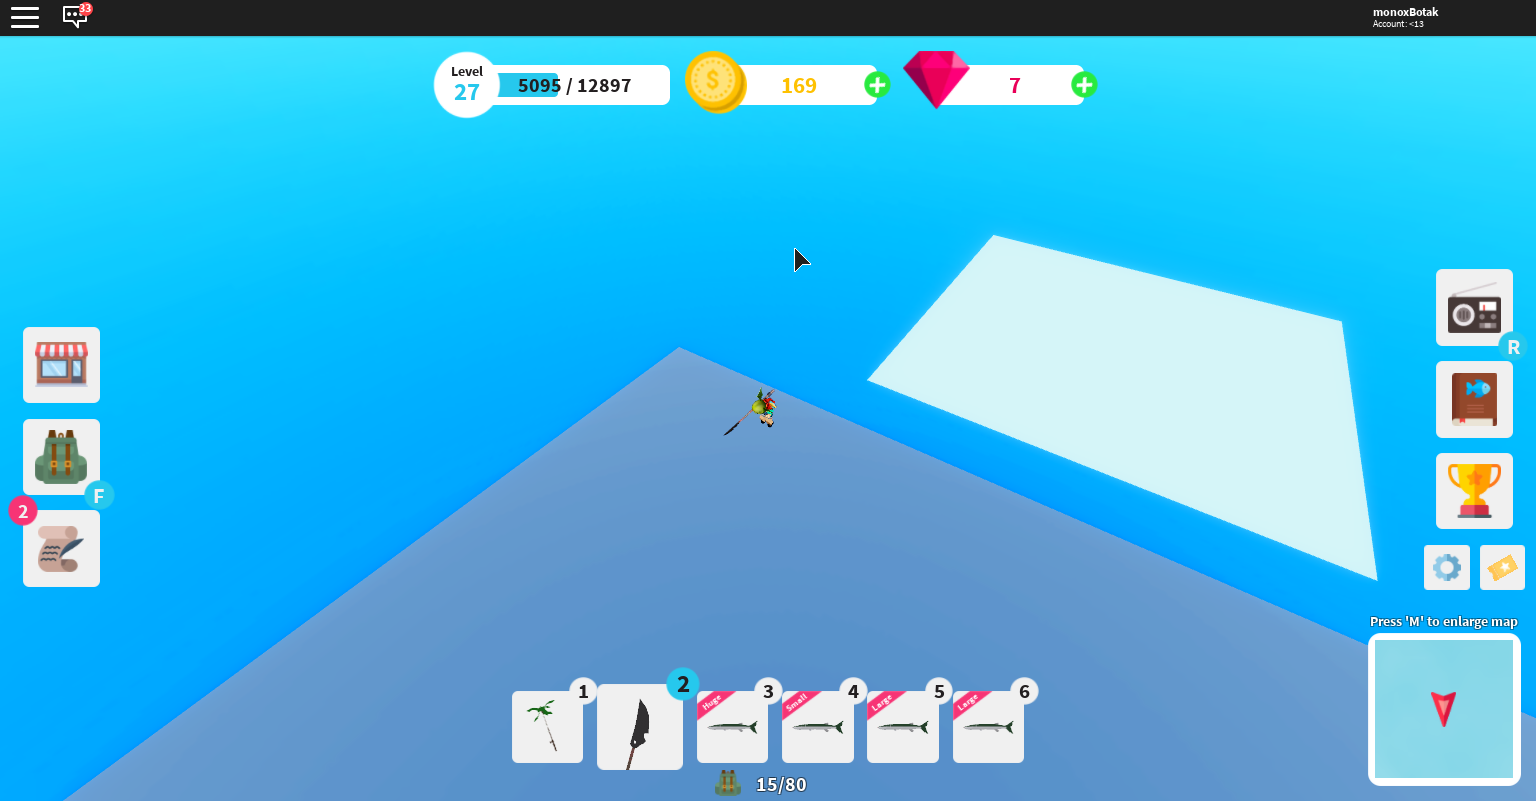 33
monoxBotak
Account: <13
Level
27
5095 / 12897
169
7
R
F
2
Press 'M' to enlarge map
1
2
3
4
5
6
Huge
Small
Large
Large
15/80